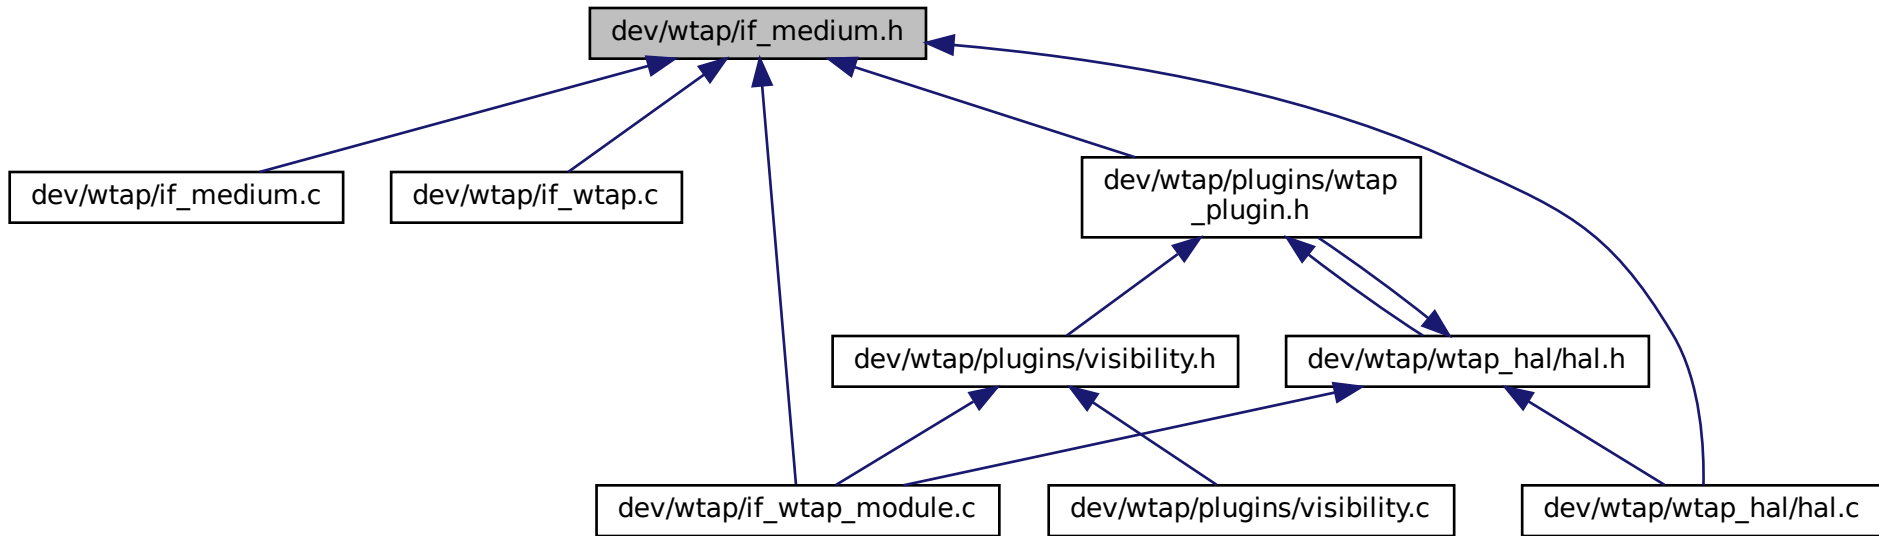 dev/wtap/if_medium.h
dev/wtap/if_medium.c
dev/wtap/if_wtap.c
dev/wtap/plugins/wtap
_plugin.h
dev/wtap/plugins/visibility.h
dev/wtap/wtap_hal/hal.h
dev/wtap/if_wtap_module.c
dev/wtap/plugins/visibility.c
dev/wtap/wtap_hal/hal.c